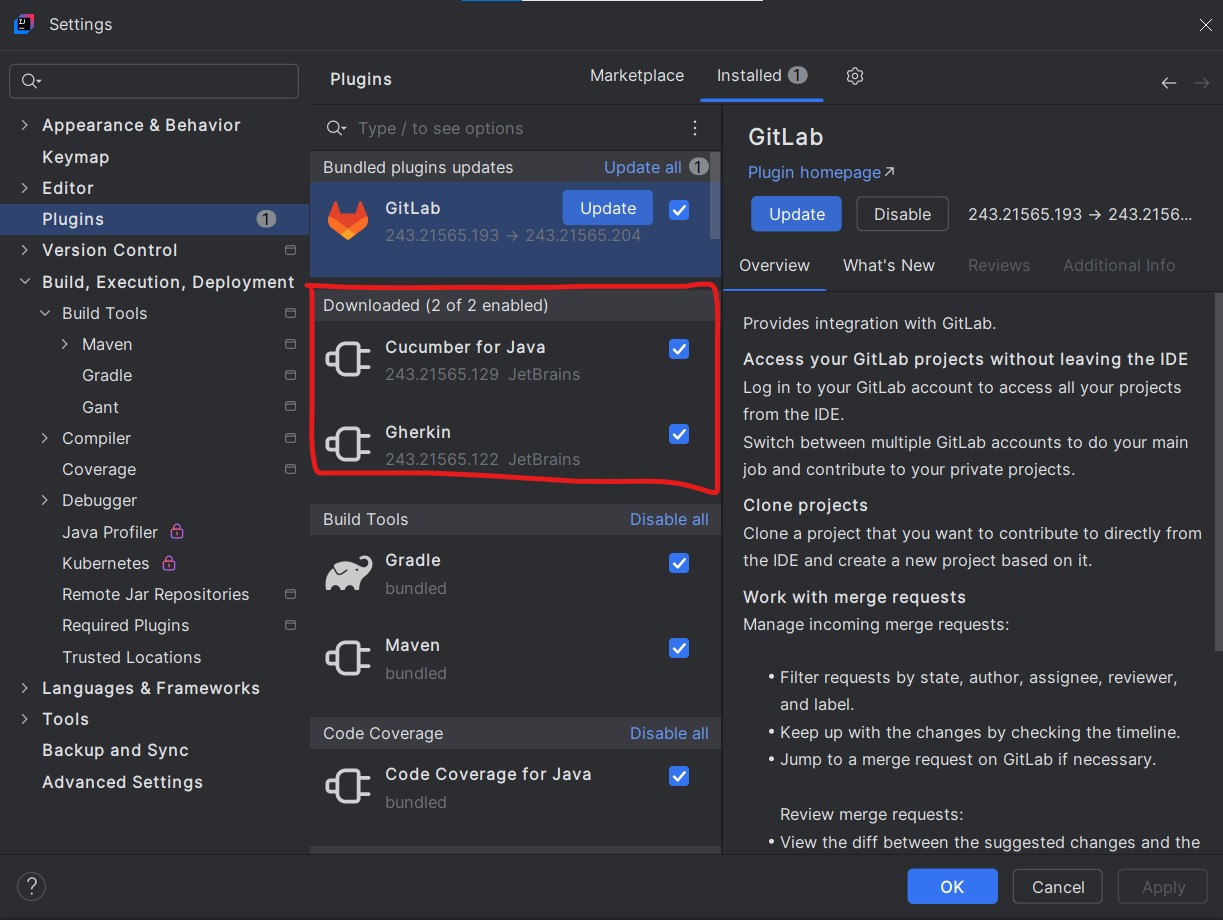 Settings
Plugins
Marketplace
Installed 1
Appearance & Behavior
Keymap
Editor
Plugins 1
Version Control
Build, Execution, Deployment
Build Tools
Maven
Gradle
Gant
Compiler
Coverage
Debugger
Java Profiler
Kubernetes
Remote Jar Repositories
Required Plugins
Trusted Locations
Languages & Frameworks
Tools
Backup and Sync
Advanced Settings
Type / to see options
Bundled plugins updates Update all 1
GitLab Update
243.21565.193 → 243.21565.204
Downloaded (2 of 2 enabled)
Cucumber for Java
243.21565.129 JetBrains
Gherkin
243.21565.122 JetBrains
Build Tools Disable all
Gradle
bundled
Maven
bundled
Code Coverage Disable all
Code Coverage for Java
bundled
GitLab
Plugin homepage ↗
Update Disable 243.21565.193 → 243.2156...
Overview What's New Reviews Additional Info
Provides integration with GitLab.
Access your GitLab projects without leaving the IDE
Log in to your GitLab account to access all your projects
from the IDE.
Switch between multiple GitLab accounts to do your main
job and contribute to your private projects.
Clone projects
Clone a project that you want to contribute to directly from
the IDE and create a new project based on it.
Work with merge requests
Manage incoming merge requests:
• Filter requests by state, author, assignee, reviewer,
and label.
• Keep up with the changes by checking the timeline.
• Jump to a merge request on GitLab if necessary.
Review merge requests:
• View the diff between the suggested changes and the
?
OK Cancel Apply